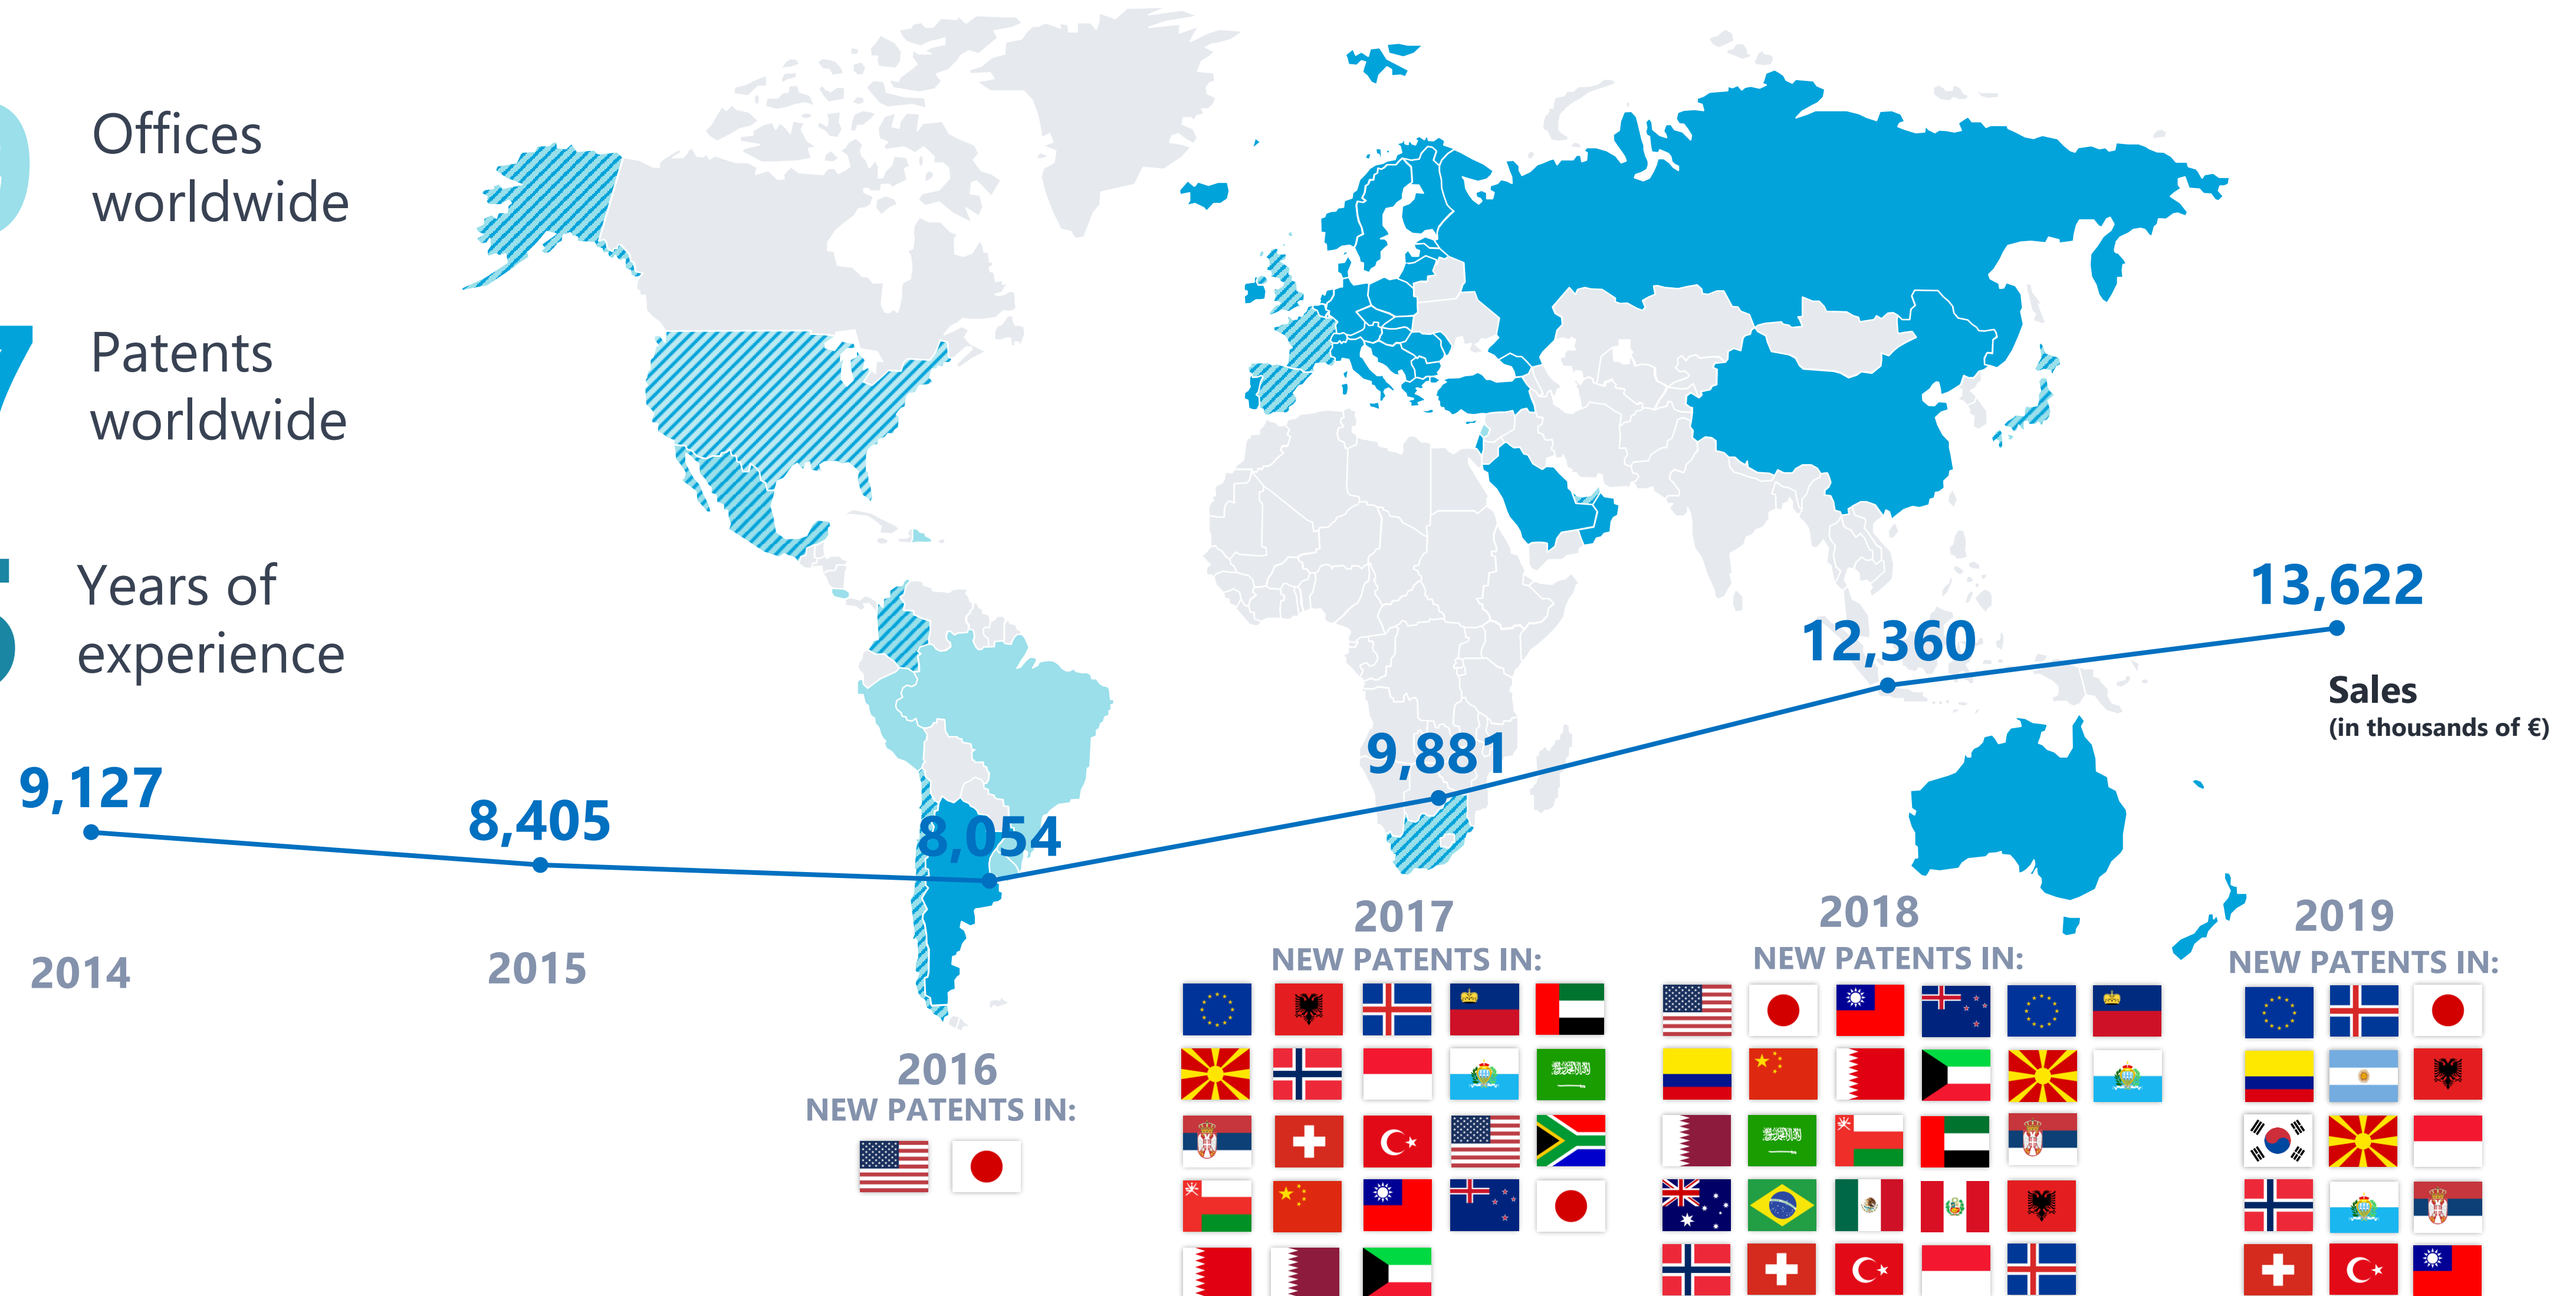 Offices
worldwide
Patents
worldwide
Years of
experience
9,127
8,405
8,054
9,881
12,360
13,622
Sales
(in thousands of €)
2014
2015
2016
NEW PATENTS IN:
2017
NEW PATENTS IN:
2018
NEW PATENTS IN:
2019
NEW PATENTS IN: